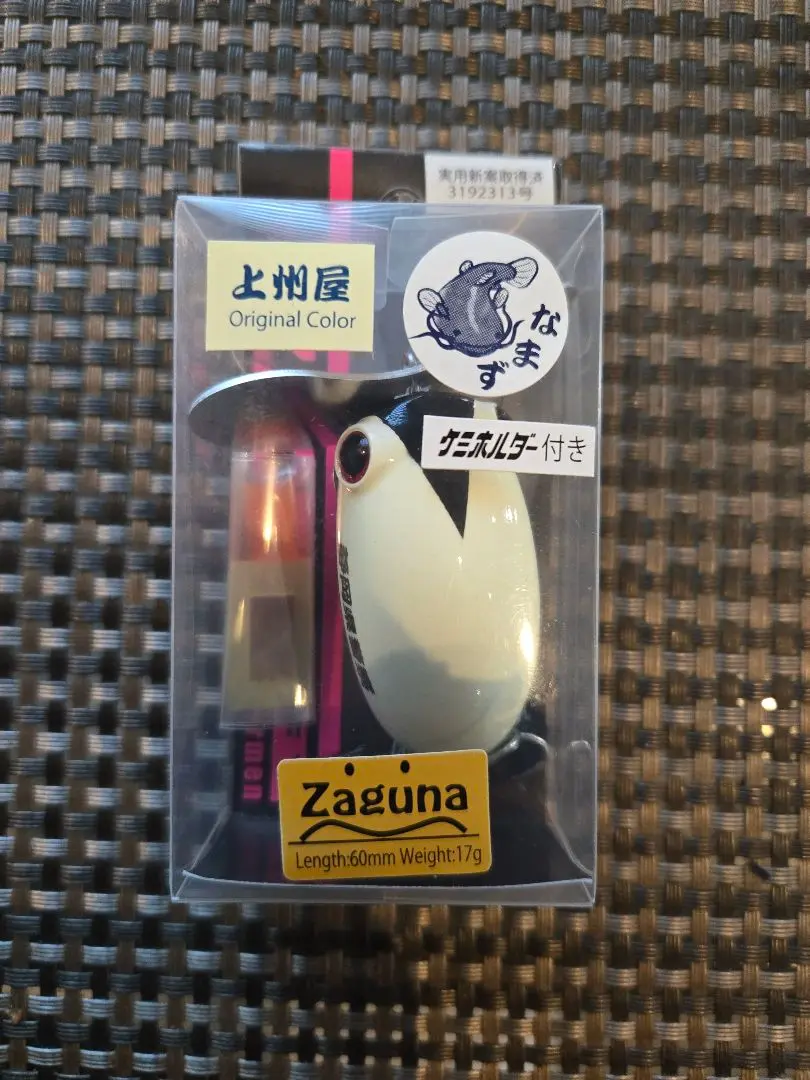 実用新案取得済
3192313号
上州屋
Original Color
なまず
ケミホルダー付き
Zaguna
Length:60mm Weight:17g